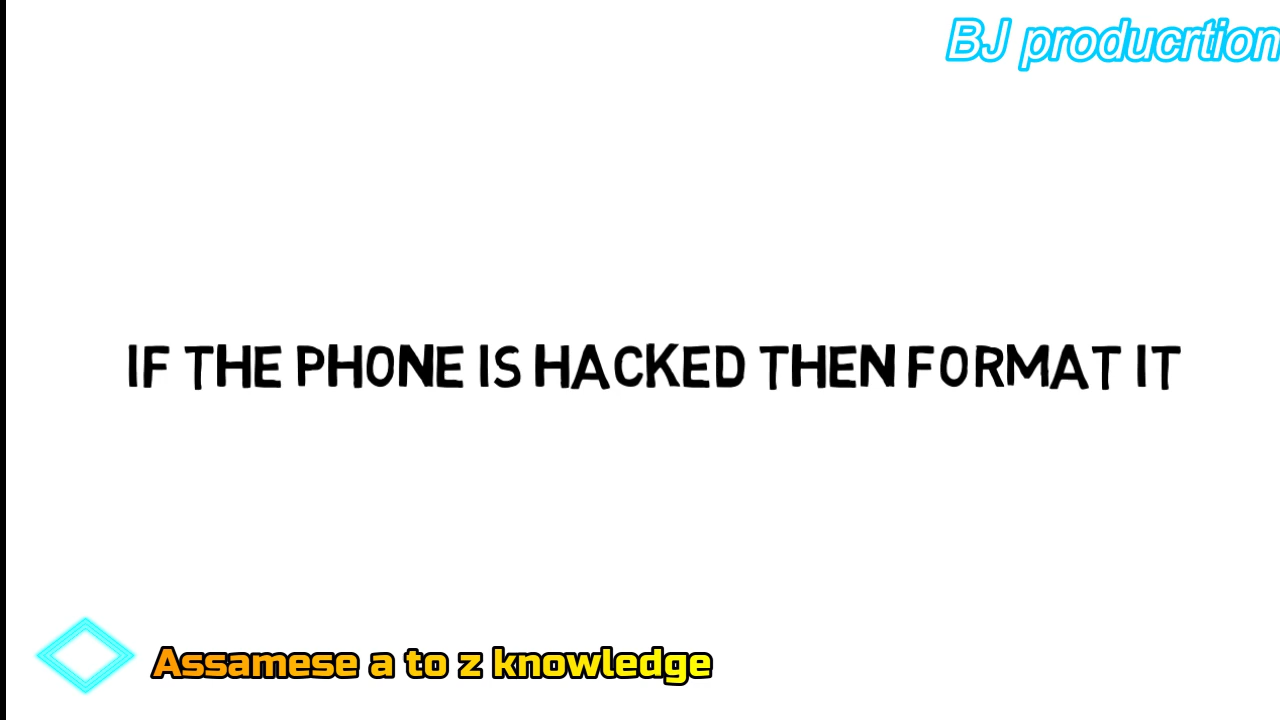 BJ producrtion
IF THE PHONE IS HACKED THEN FORMAT IT
Assamese a to z knowledge